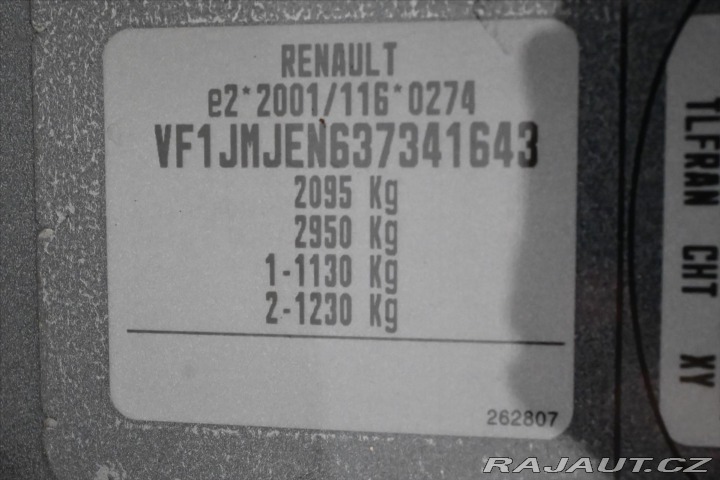 RENAULT
e2*2001/116*0274
VF1JMJEN637341643
2095 Kg
2950 Kg
1-1130 Kg
2-1230 Kg
262807
TLFRAN CHT XY
RAJAUT.CZ